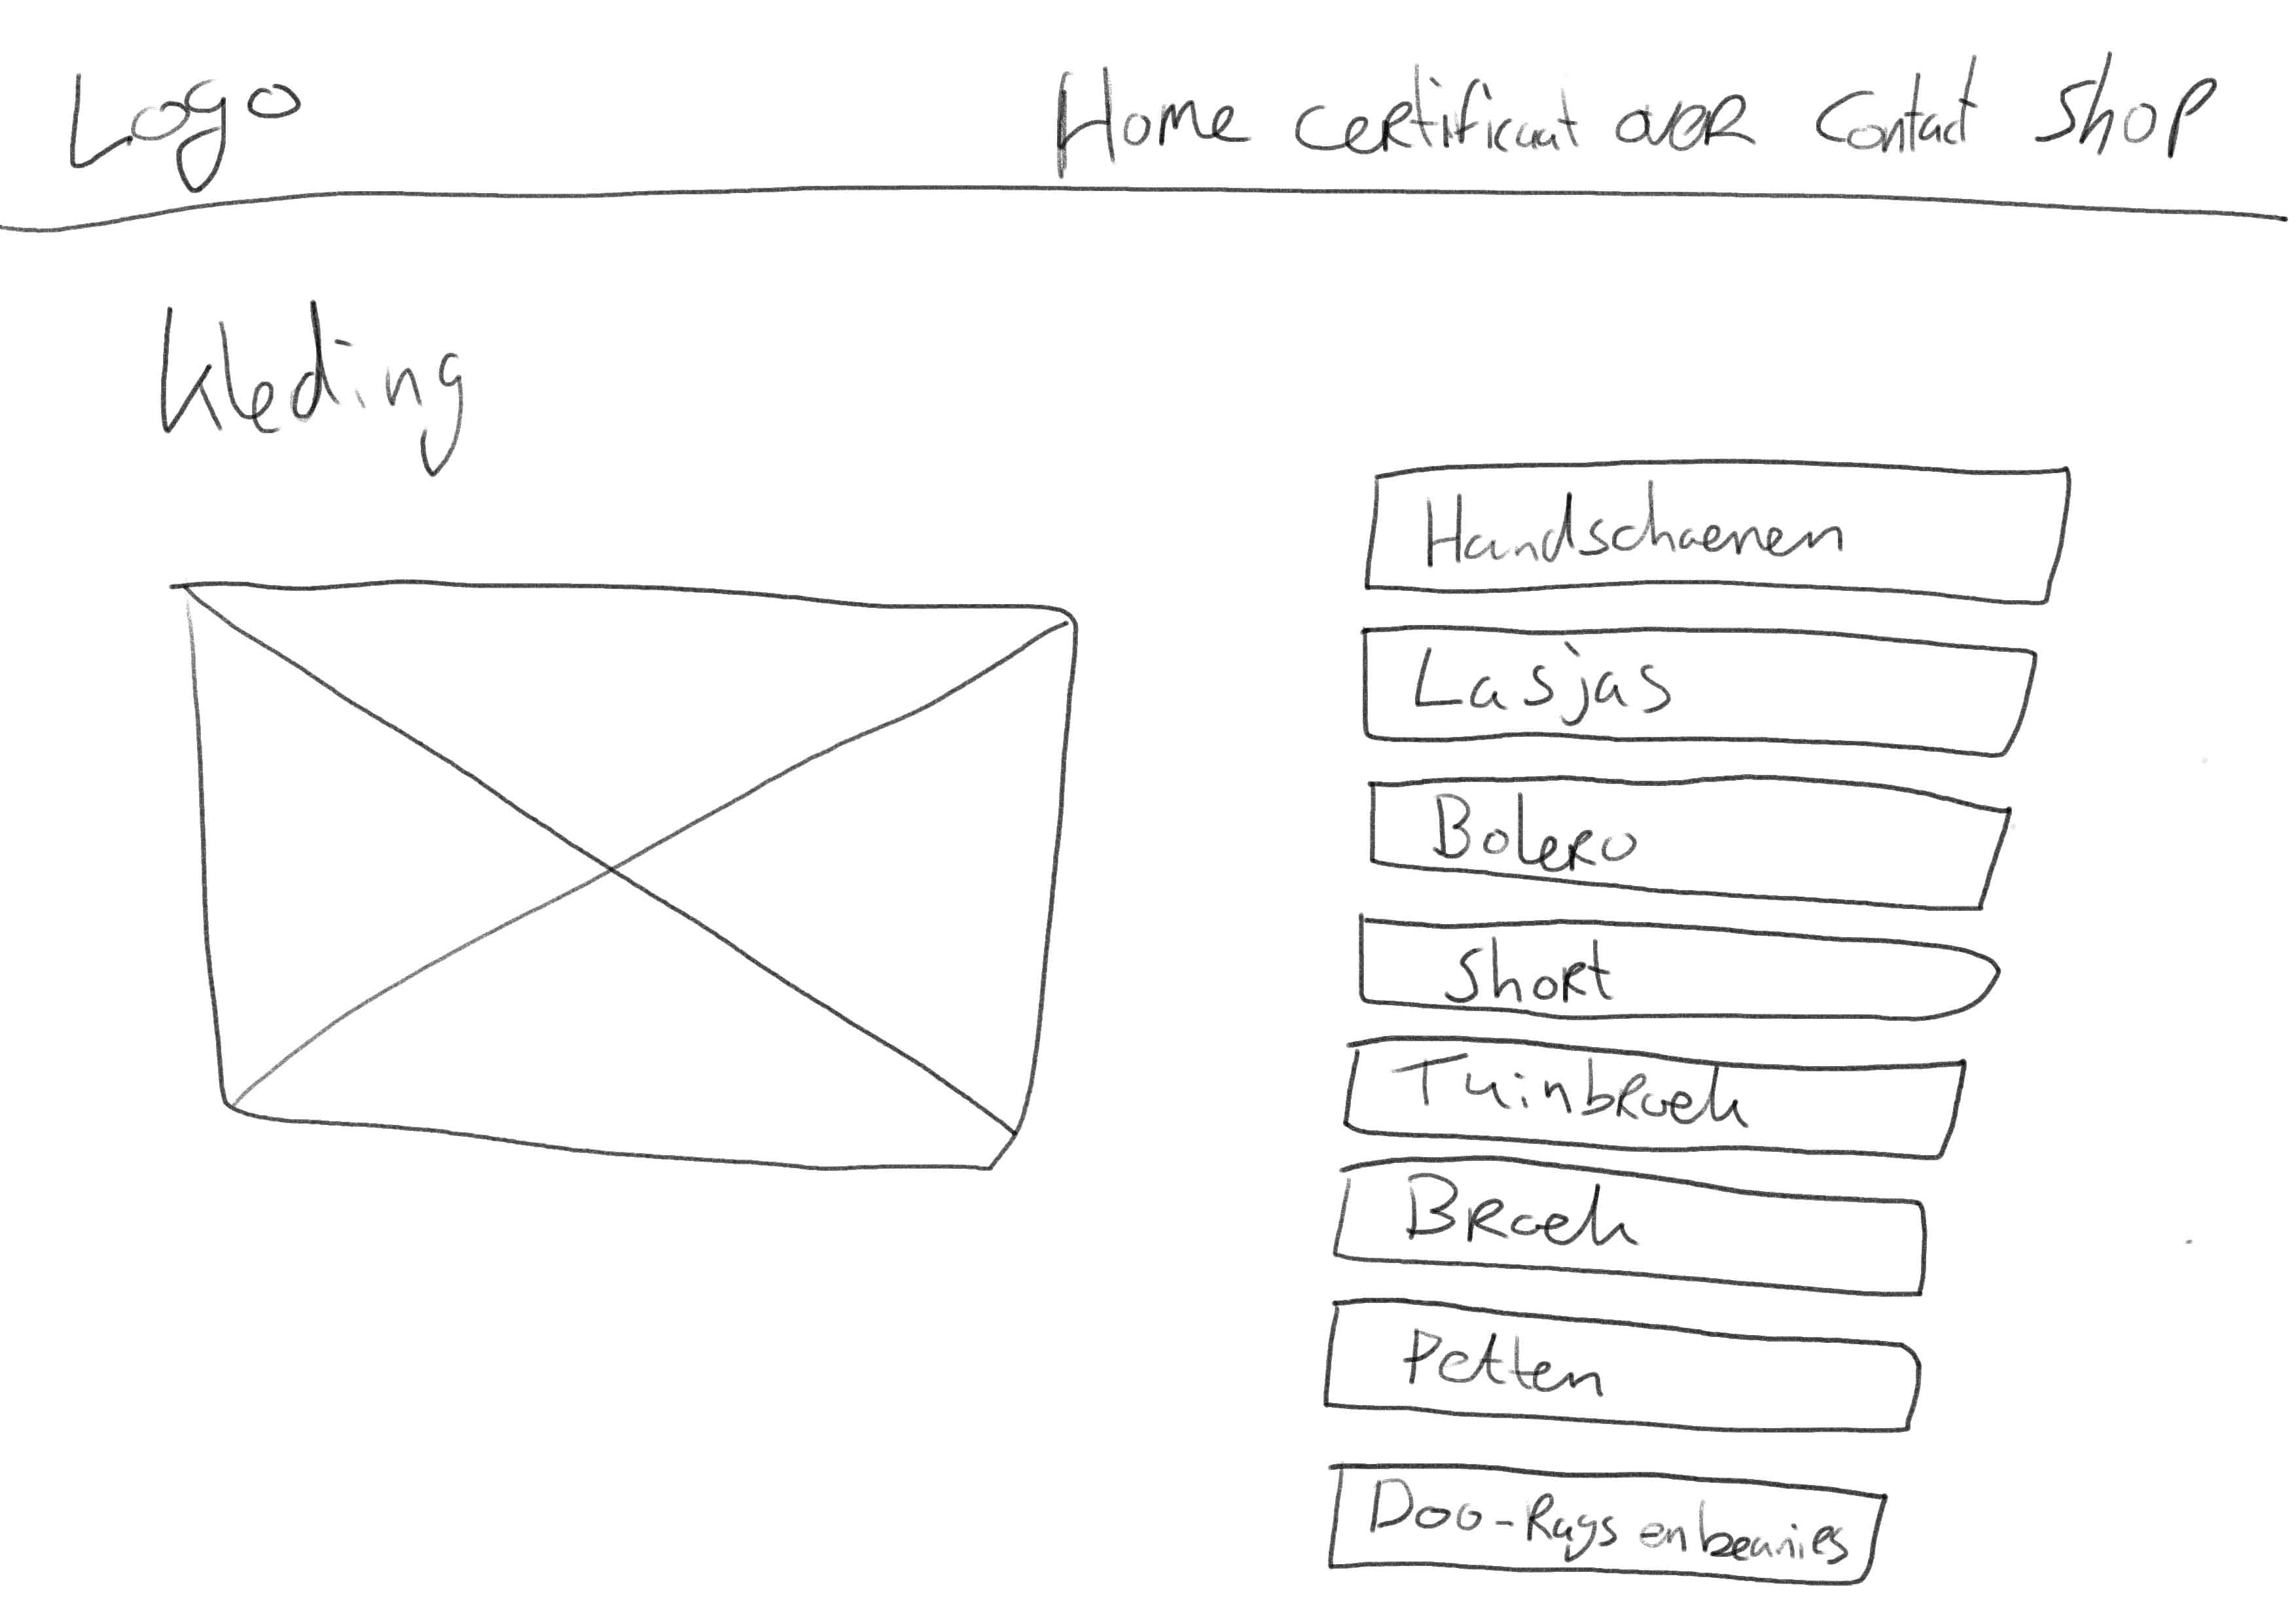 Logo
Home certificaat over Contact Shop
Kleding
Handschoenen
Lasjas
Bolero
Short
Tuinbroek
Broek
Petten
Doo-Rags en beanies